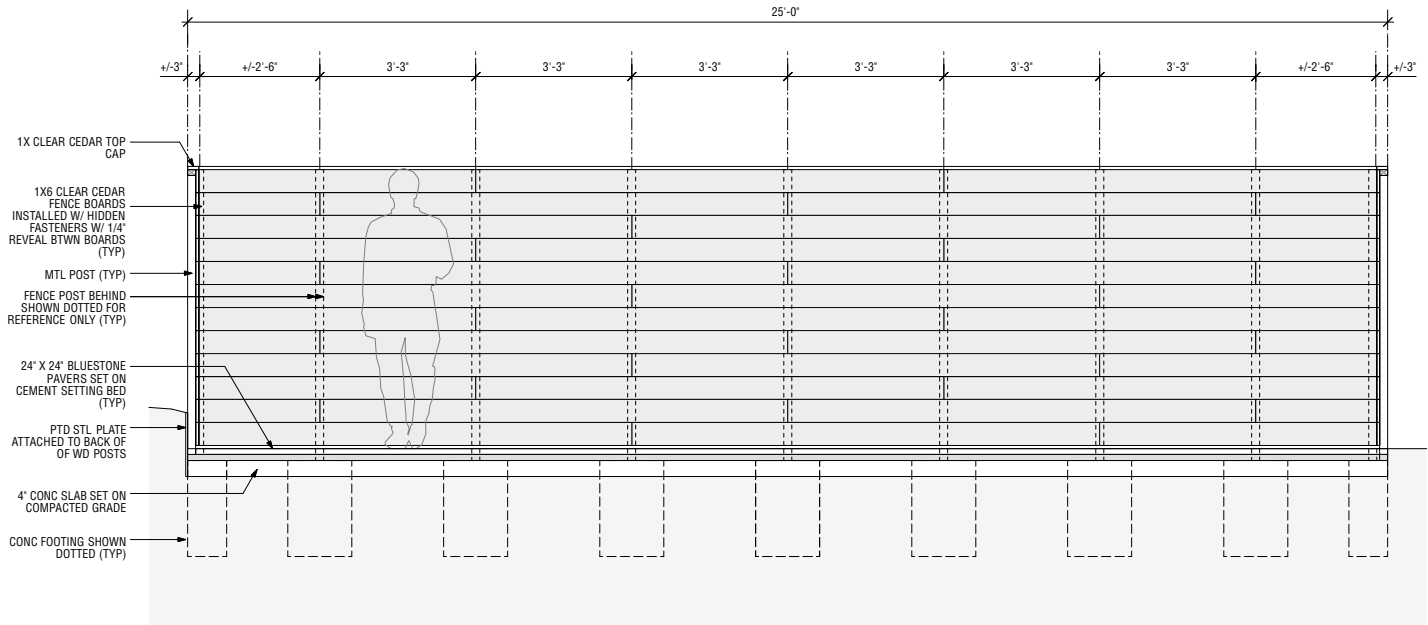 25'-0"
+/-3"
+/-2'-6"
3'-3"
3'-3"
3'-3"
3'-3"
3'-3"
3'-3"
+/-2'-6"
+/-3"
1X CLEAR CEDAR TOP
CAP
1X6 CLEAR CEDAR
FENCE BOARDS
INSTALLED W/ HIDDEN
FASTENERS W/ 1/4"
REVEAL BTWN BOARDS
(TYP)
MTL POST (TYP)
FENCE POST BEHIND
SHOWN DOTTED FOR
REFERENCE ONLY (TYP)
24" X 24" BLUESTONE
PAVERS SET ON
CEMENT SETTING BED
(TYP)
PTD STL PLATE
ATTACHED TO BACK OF
OF WD POSTS
4" CONC SLAB SET ON
COMPACTED GRADE
CONC FOOTING SHOWN
DOTTED (TYP)